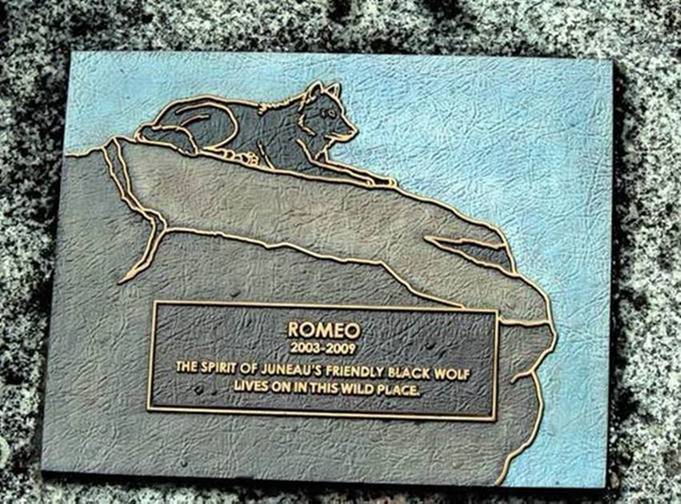 ROMEO
2003-2009
THE SPIRIT OF JUNEAU'S FRIENDLY BLACK WOLF
LIVES ON IN THIS WILD PLACE.